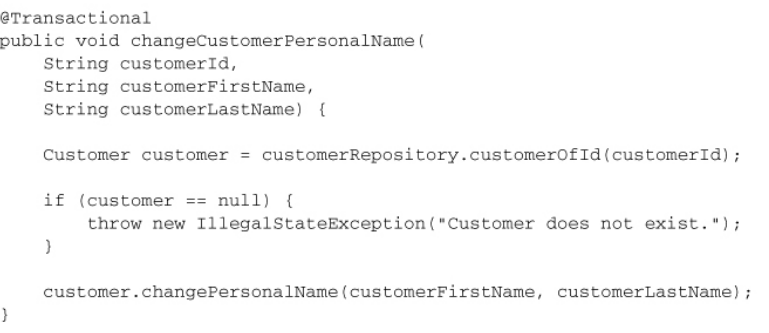 @Transactional
public void changeCustomerPersonalName(
    String customerId,
    String customerFirstName,
    String customerLastName) {

    Customer customer = customerRepository.customerOfId(customerId);

    if (customer == null) {
        throw new IllegalStateException("Customer does not exist.");
    }

    customer.changePersonalName(customerFirstName, customerLastName);
}